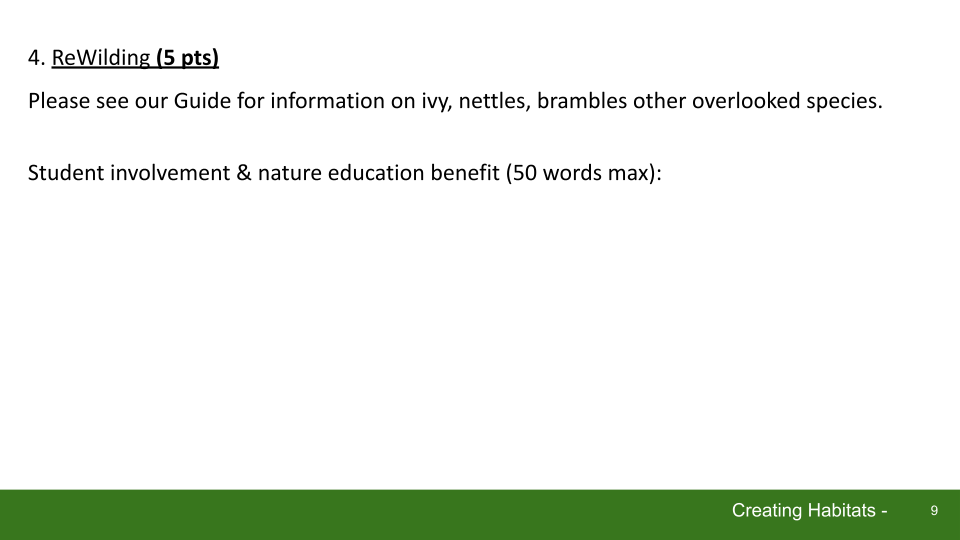 4. ReWilding (5 pts)
Please see our Guide for information on ivy, nettles, brambles other overlooked species.
Student involvement & nature education benefit (50 words max):
Creating Habitats - 9